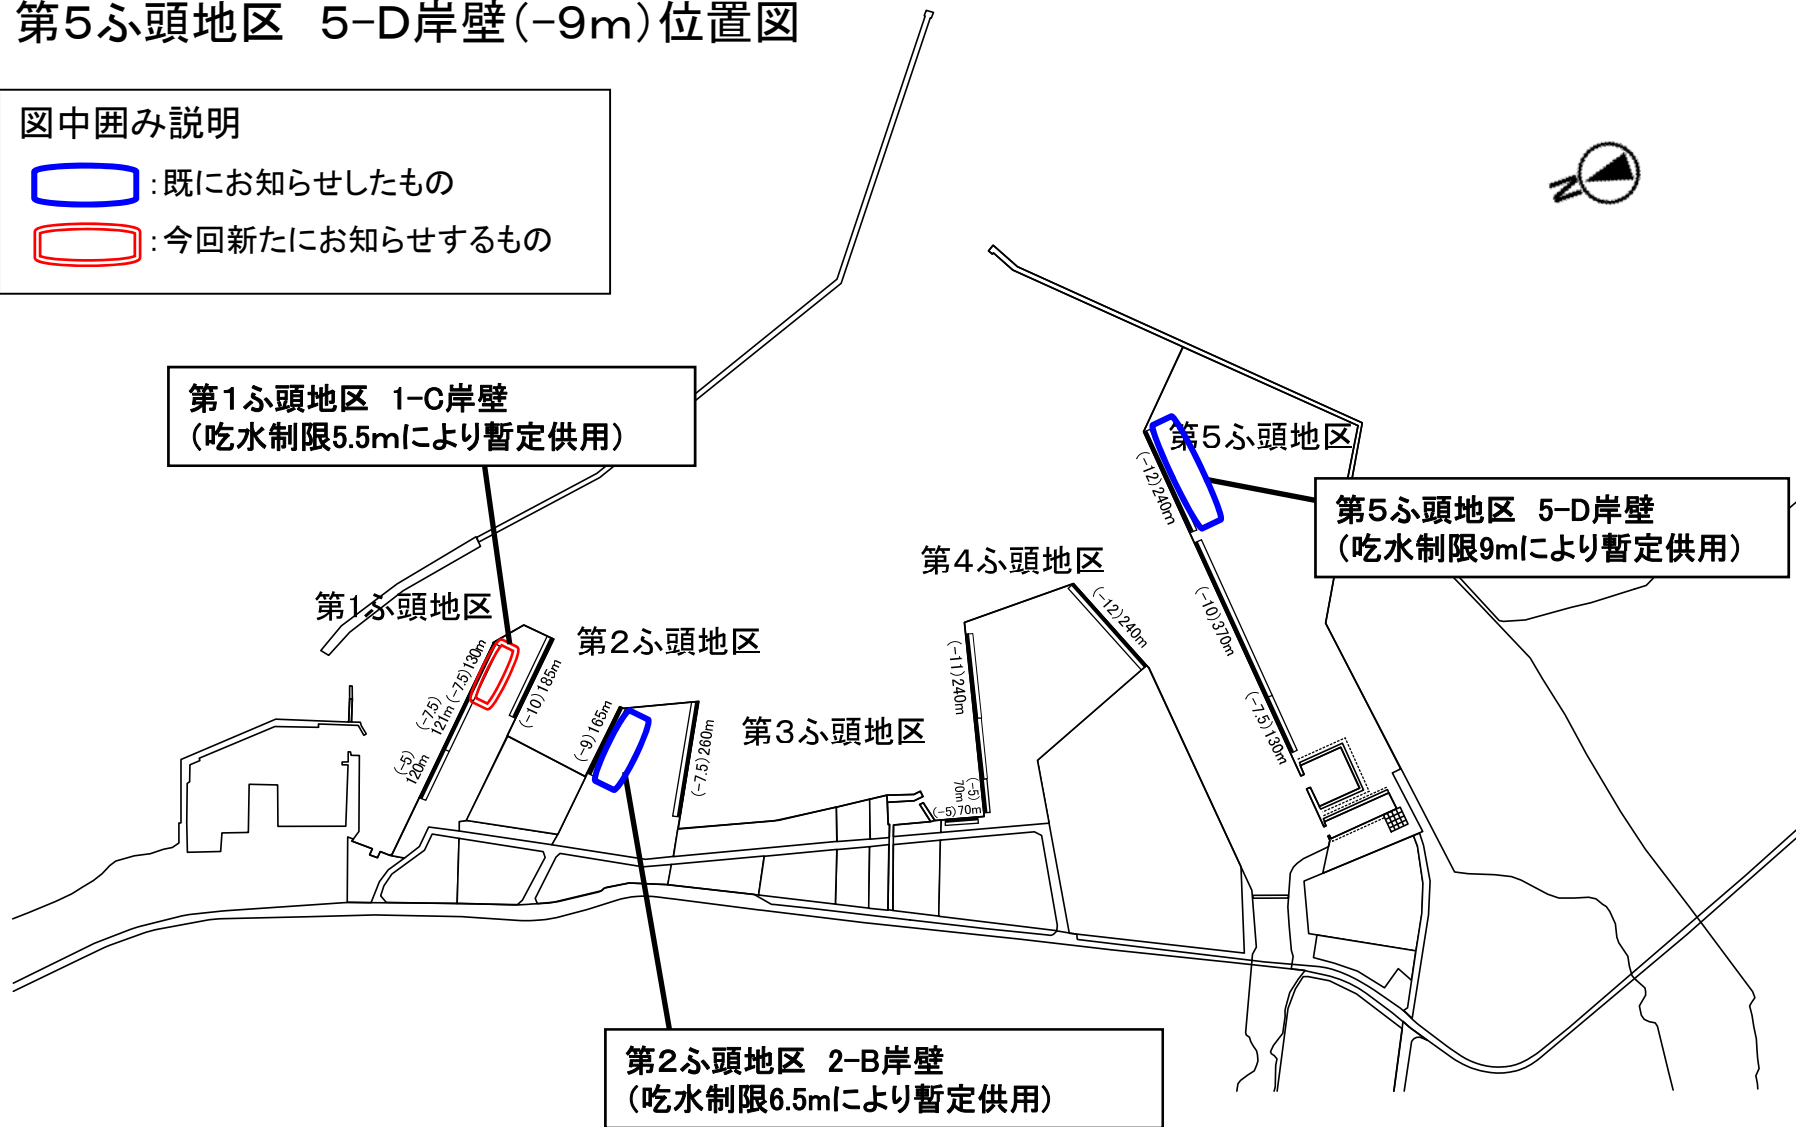 第5ふ頭地区 5-D岸壁(-9m)位置図
図中囲み説明
:既にお知らせしたもの
:今回新たにお知らせするもの
N
第1ふ頭地区 1-C岸壁
(吃水制限5.5mにより暫定供用)
第5ふ頭地区
(-12)240m
第5ふ頭地区 5-D岸壁
(吃水制限9mにより暫定供用)
第4ふ頭地区
(-12)240m
(-10)370m
(-7.5)130m
第1ふ頭地区
第2ふ頭地区
(-7.5)130m
(-7.5)
121m
(-5)
120m
(-10)185m
(-9)165m
(-7.5)260m
第3ふ頭地区
(-11)240m
(-5)
70m
(-5)70m
第2ふ頭地区 2-B岸壁
(吃水制限6.5mにより暫定供用)